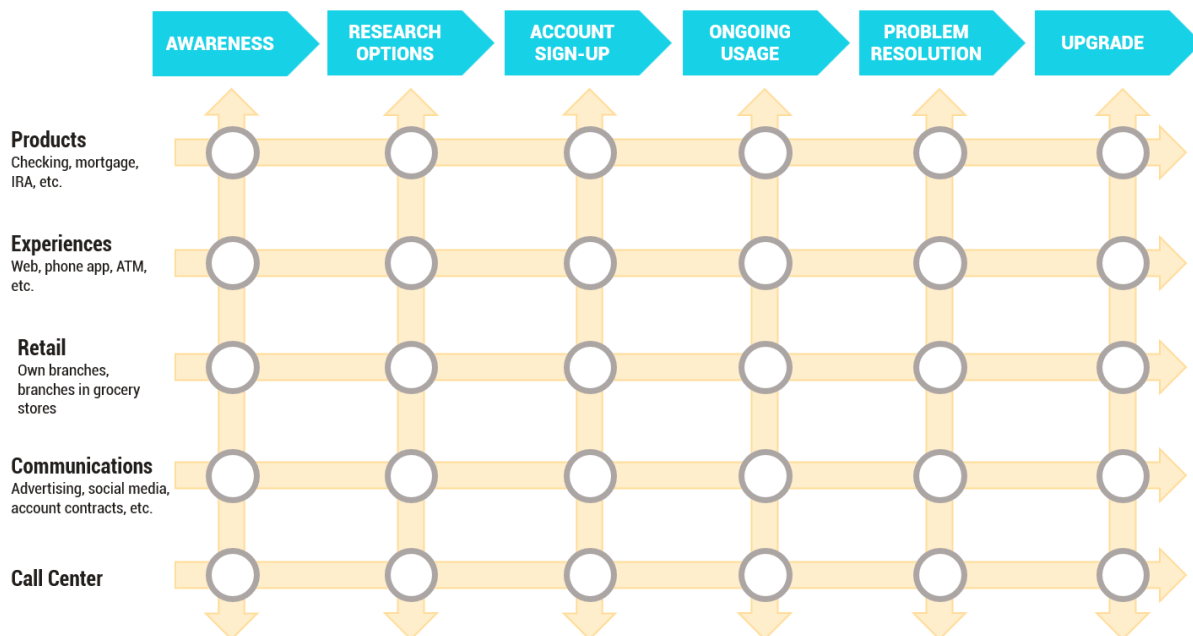 AWARENESS
RESEARCH
OPTIONS
ACCOUNT
SIGN-UP
ONGOING
USAGE
PROBLEM
RESOLUTION
UPGRADE
Products
Checking, mortgage,
IRA, etc.
Experiences
Web, phone app, ATM,
etc.
Retail
Own branches,
branches in grocery
stores
Communications
Advertising, social media,
account contracts, etc.
Call Center